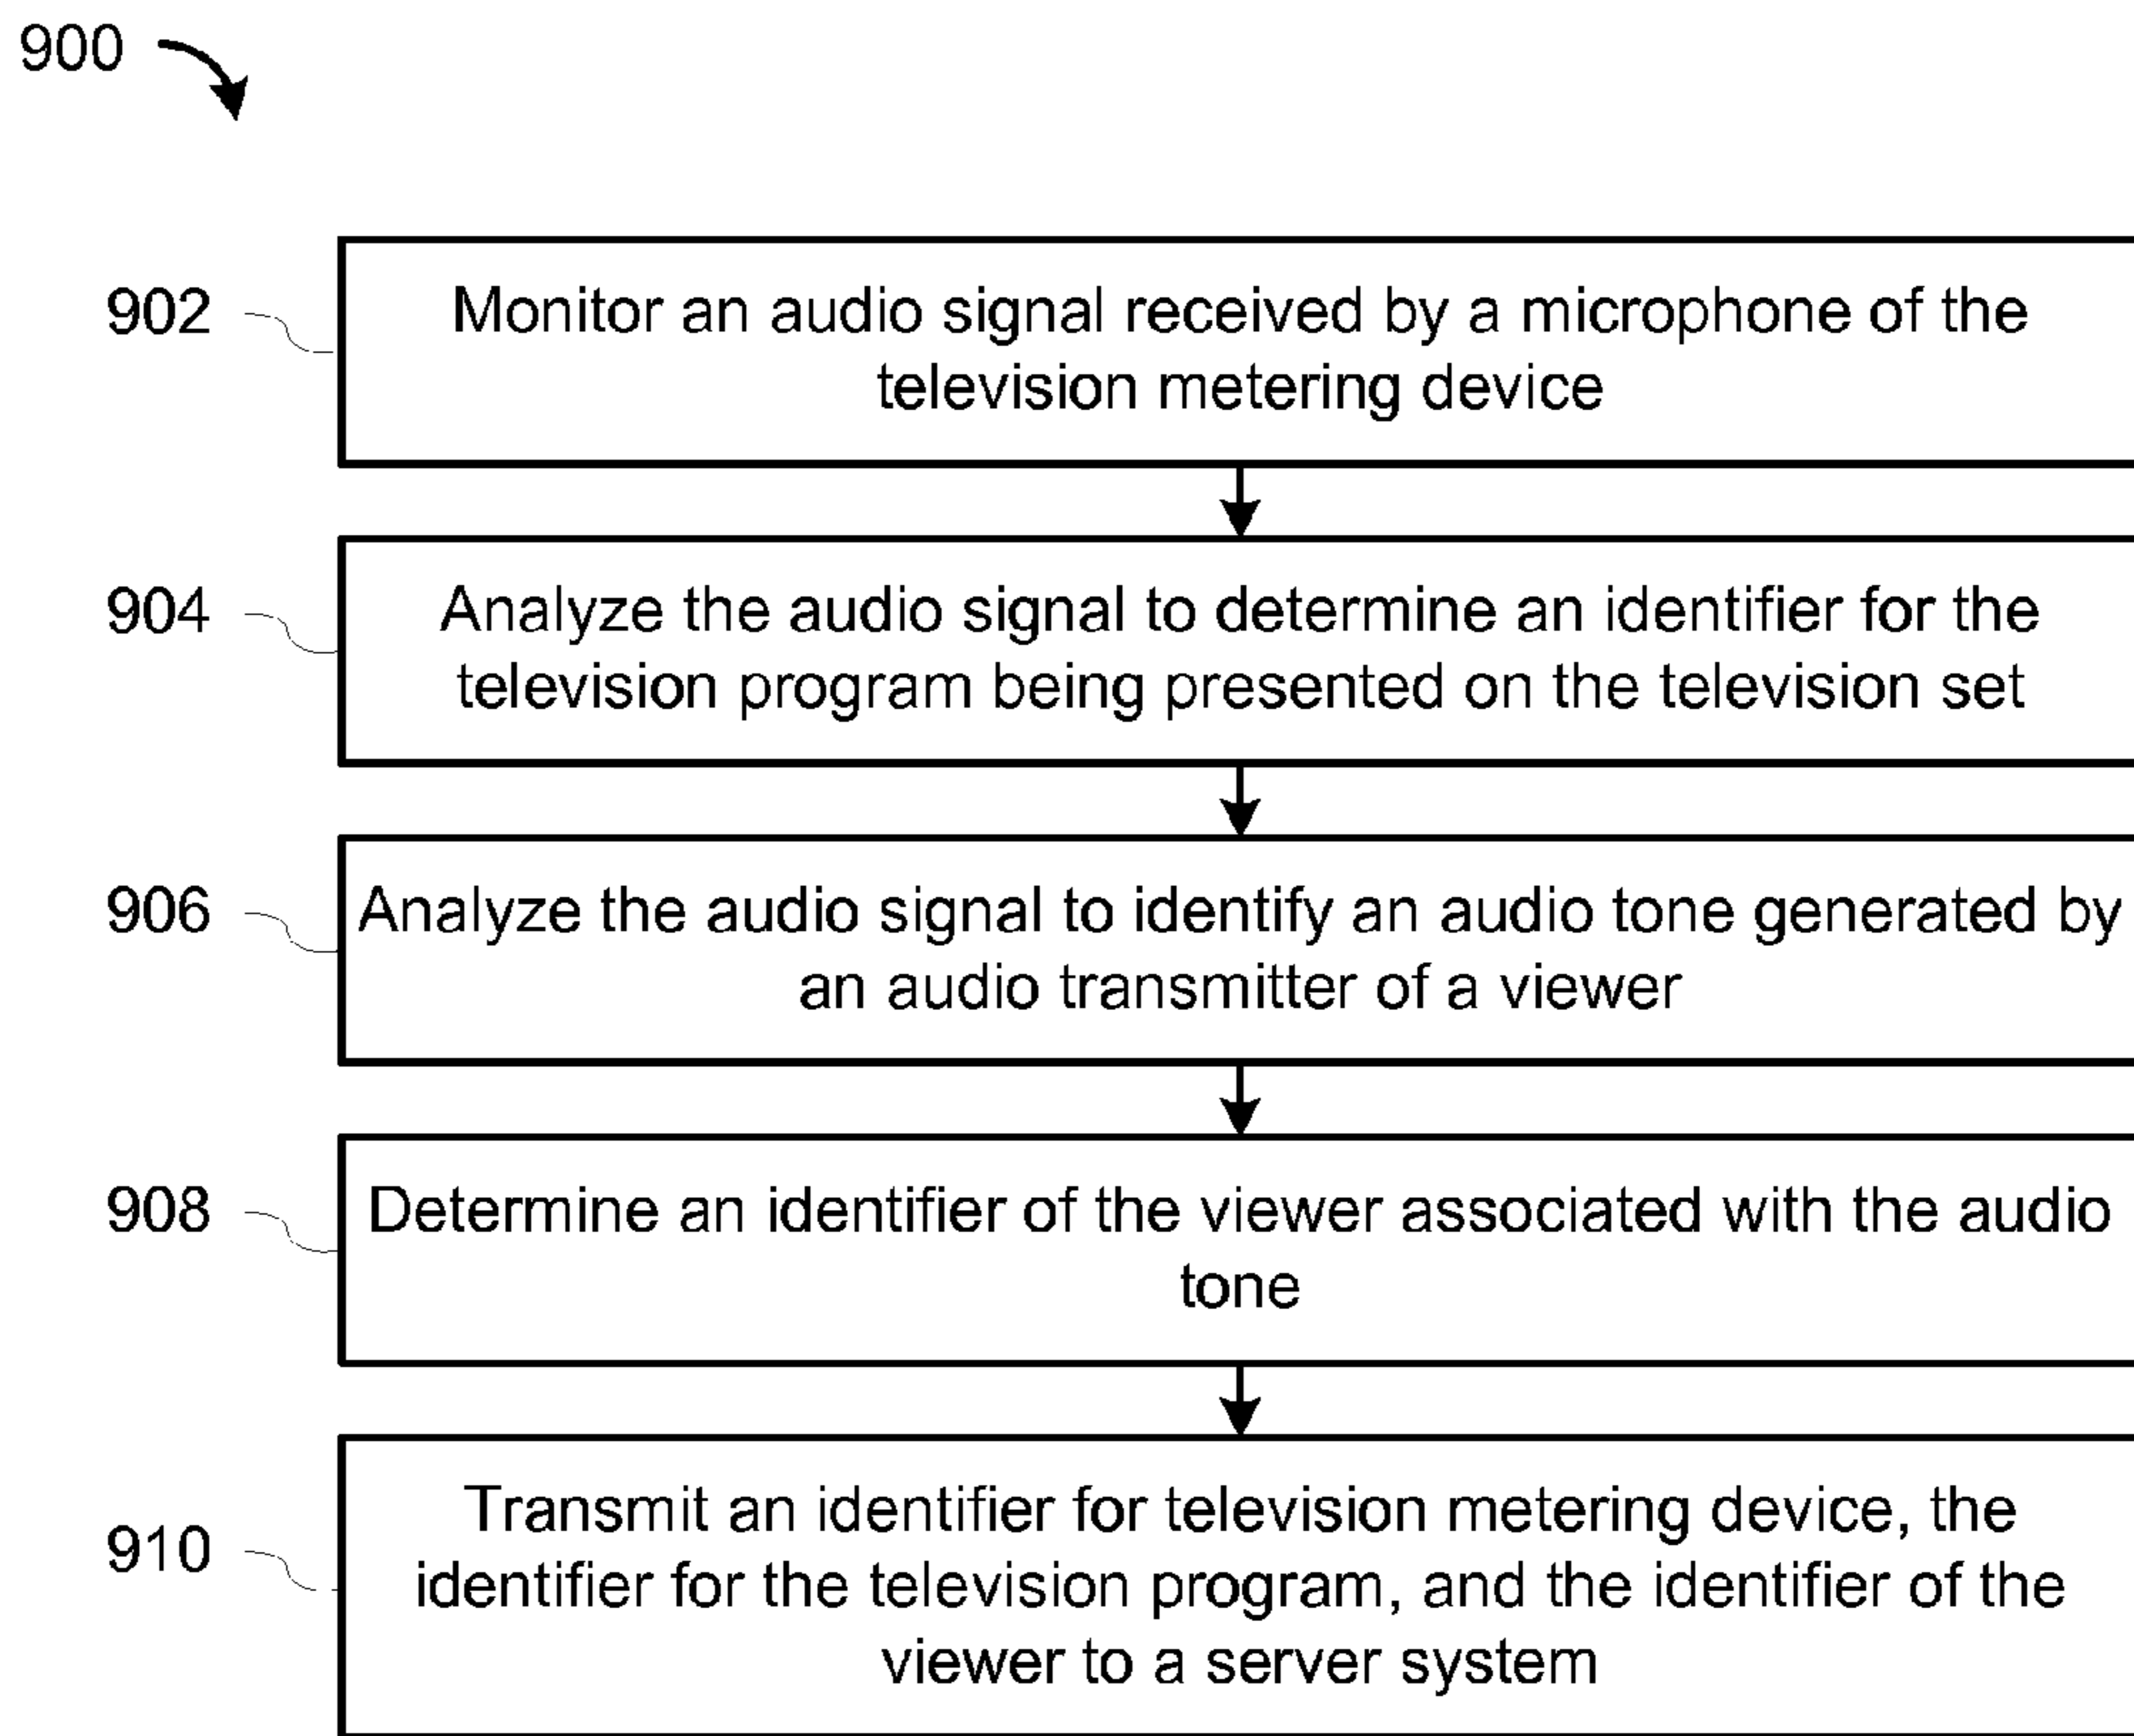 900
902
Monitor an audio signal received by a microphone of the
television metering device
904
Analyze the audio signal to determine an identifier for the
television program being presented on the television set
906
Analyze the audio signal to identify an audio tone generated by
an audio transmitter of a viewer
908
Determine an identifier of the viewer associated with the audio
tone
910
Transmit an identifier for television metering device, the
identifier for the television program, and the identifier of the
viewer to a server system